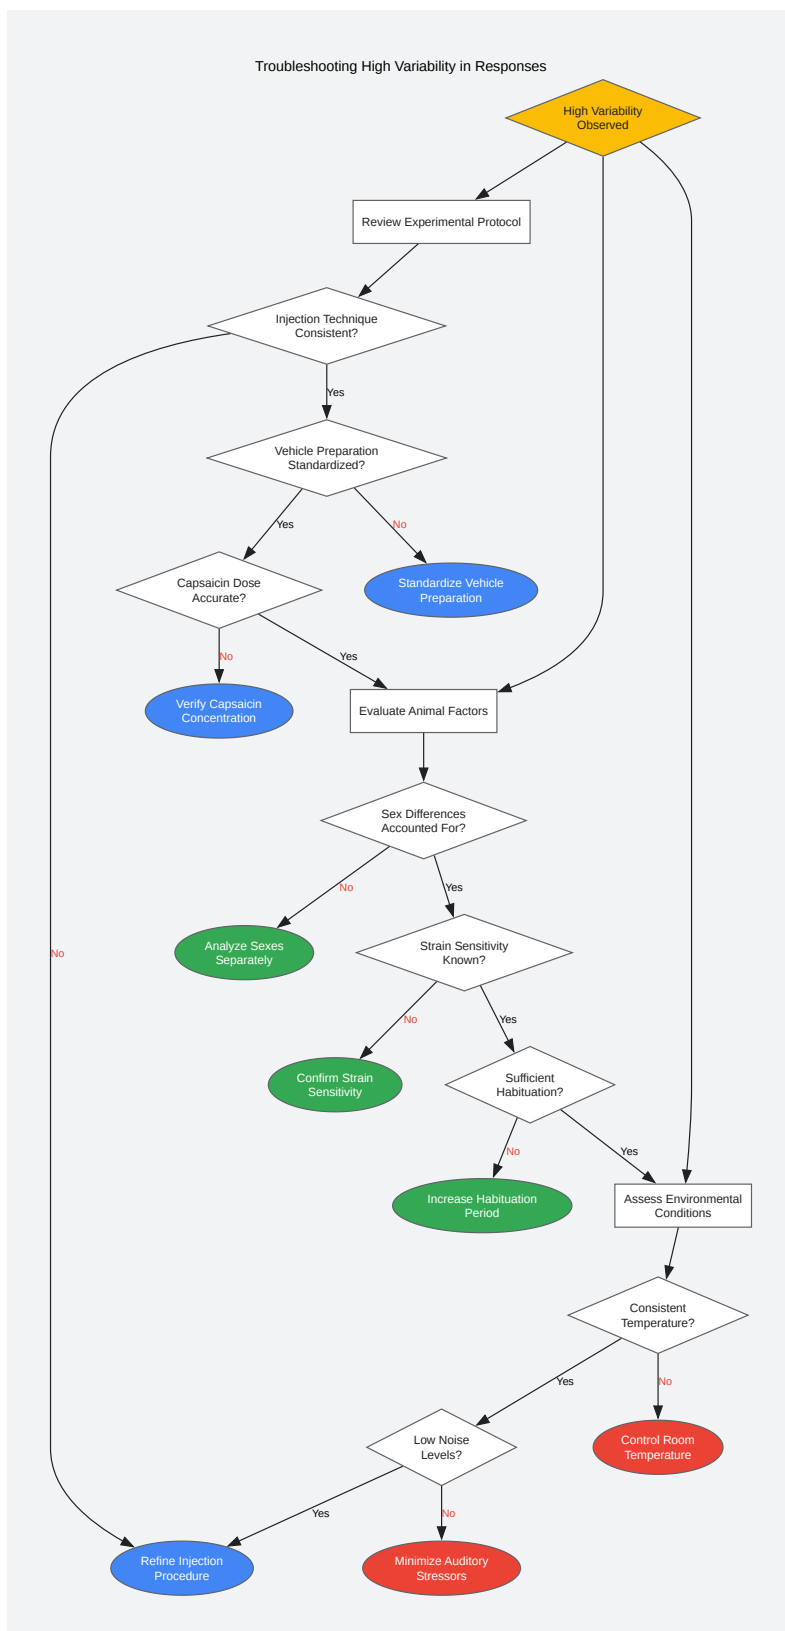 Troubleshooting High Variability in Responses
High Variability
Observed
Review Experimental Protocol
Injection Technique
Consistent?
Yes
Vehicle Preparation
Standardized?
Yes
No
Capsaicin Dose
Accurate?
Standardize Vehicle
Preparation
No
Yes
Verify Capsaicin
Concentration
Evaluate Animal Factors
Sex Differences
Accounted For?
No
Yes
Analyze Sexes
Separately
Strain Sensitivity
Known?
No
No
Yes
Confirm Strain
Sensitivity
Sufficient
Habituation?
No
Yes
Increase Habituation
Period
Assess Environmental
Conditions
Consistent
Temperature?
Yes
No
Low Noise
Levels?
Control Room
Temperature
Yes
No
Refine Injection
Procedure
Minimize Auditory
Stressors